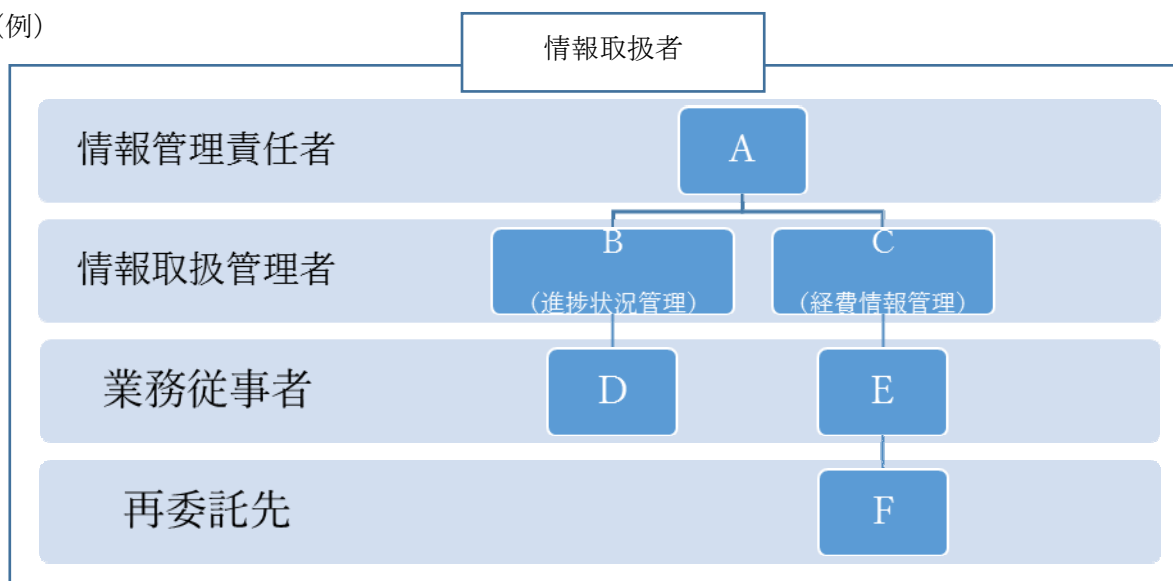 （例）
情報取扱者
情報管理責任者
A
情報取扱管理者
B
（進捗状況管理）
C
（経費情報管理）
業務従事者
D
E
再委託先
F